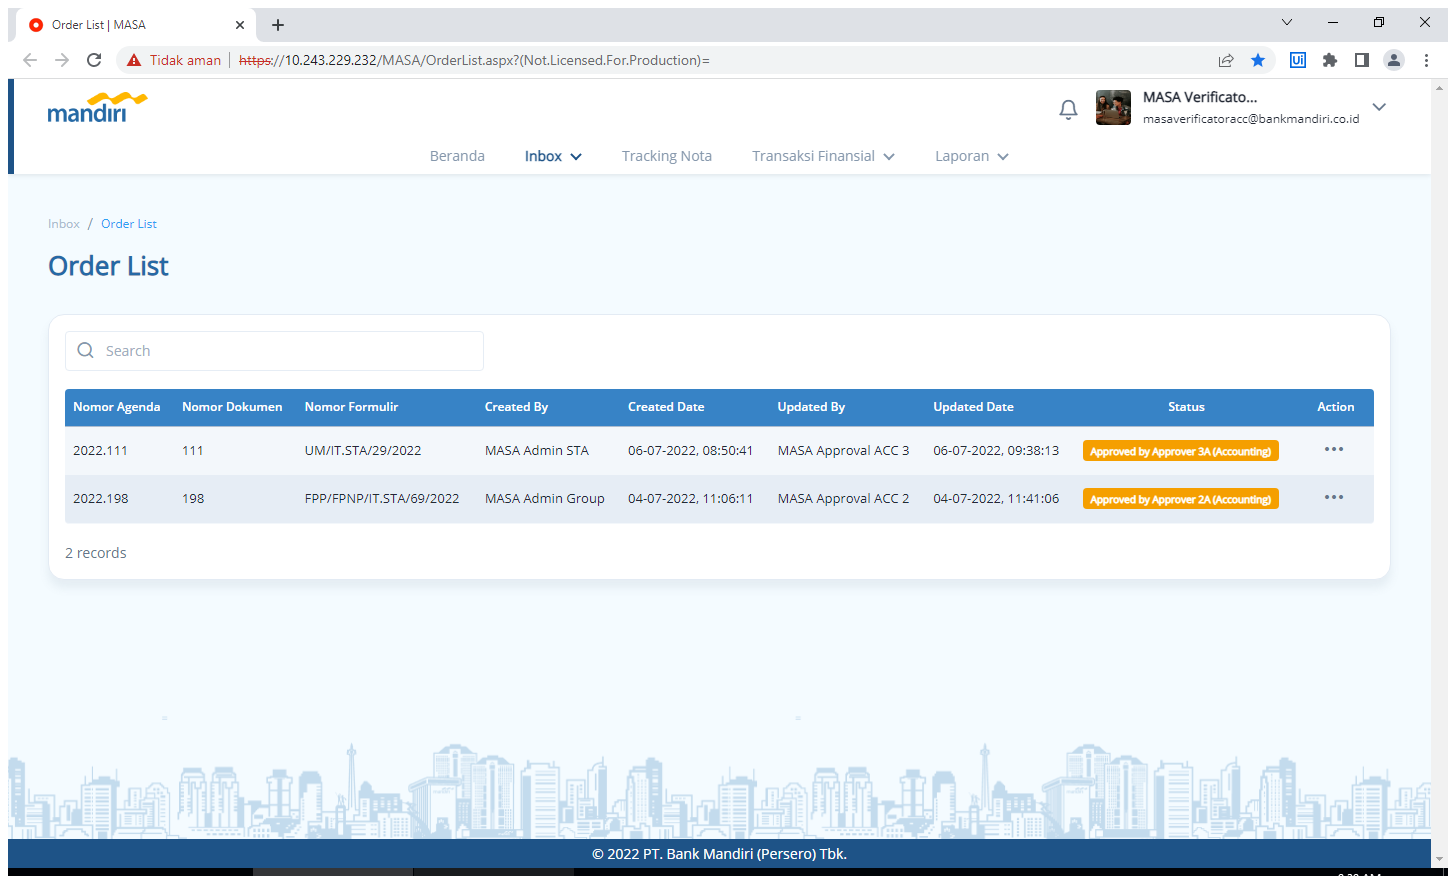 Order List | MASA
Tidak aman https://10.243.229.232/MASA/OrderList.aspx?(Not.Licensed.For.Production)=
Ui
mandiri
MASA Verificato...
masaverificatoracc@bankmandiri.co.id
Beranda Inbox Tracking Nota Transaksi Finansial Laporan
Inbox / Order List
Order List
Search
Nomor Agenda Nomor Dokumen Nomor Formulir Created By Created Date Updated By Updated Date Status Action
2022.111 111 UM/IT.STA/29/2022 MASA Admin STA 06-07-2022, 08:50:41 MASA Approval ACC 3 06-07-2022, 09:38:13 Approved by Approver 3A (Accounting)
2022.198 198 FPP/FPNP/IT.STA/69/2022 MASA Admin Group 04-07-2022, 11:06:11 MASA Approval ACC 2 04-07-2022, 11:41:06 Approved by Approver 2A (Accounting)
2 records
© 2022 PT. Bank Mandiri (Persero) Tbk.